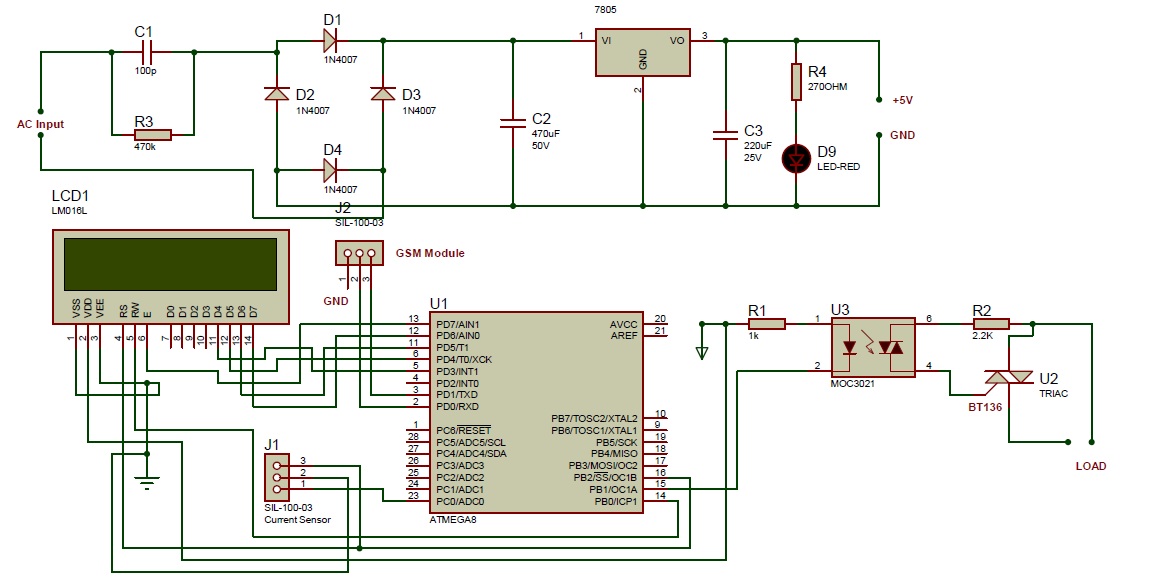 7805
C1
100p
R3
470k
AC Input
D1
1N4007
D2
1N4007
D3
1N4007
D4
1N4007
C2
470uF
50V
1
VI
VO
3
GND
2
C3
220uF
25V
R4
270OHM
D9
LED-RED
+5V
GND
LCD1
LM016L
VSS
VDD
VEE
RS
RW
E
D0
D1
D2
D3
D4
D5
D6
D7
1
2
3
4
5
6
7
8
9
10
11
12
13
14
J2
SIL-100-03
GSM Module
1
2
3
GND
U1
13 PD7/AIN1
12 PD6/AIN0
11 PD5/T1
6 PD4/T0/XCK
5 PD3/INT1
4 PD2/INT0
3 PD1/TXD
2 PD0/RXD
1 PC6/RESET
28 PC5/ADC5/SCL
27 PC4/ADC4/SDA
26 PC3/ADC3
25 PC2/ADC2
24 PC1/ADC1
23 PC0/ADC0
AVCC 20
AREF 21
PB7/TOSC2/XTAL2 10
PB6/TOSC1/XTAL1 9
PB5/SCK 19
PB4/MISO 18
PB3/MOSI/OC2 17
PB2/SS/OC1B 16
PB1/OC1A 15
PB0/ICP1 14
ATMEGA8
J1
3
2
1
SIL-100-03
Current Sensor
R1
1k
U3
1
2
6
4
MOC3021
R2
2.2K
U2
TRIAC
BT136
LOAD